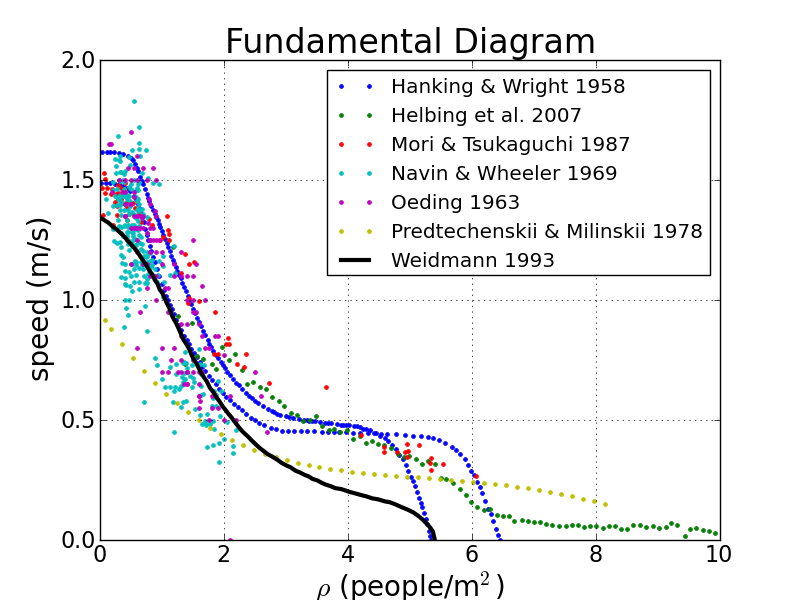 Fundamental Diagram
2.0
1.5
1.0
0.5
0.0
speed (m/s)
Hanking & Wright 1958
Helbing et al. 2007
Mori & Tsukaguchi 1987
Navin & Wheeler 1969
Oeding 1963
Predtechenskii & Milinskii 1978
Weidmann 1993
0 2 4 6 8 10
ρ (people/m²)